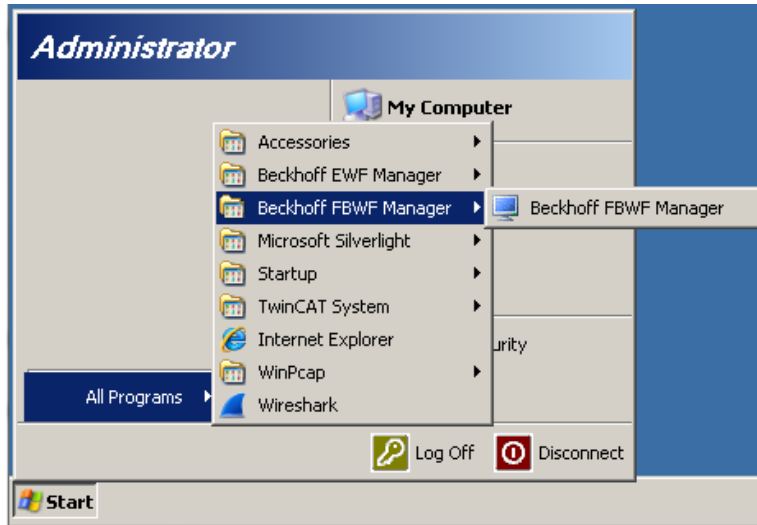 Administrator
My Computer
Accessories
Beckhoff EWF Manager
Beckhoff FBWF Manager
Beckhoff FBWF Manager
Microsoft Silverlight
Startup
TwinCAT System
Internet Explorer
urity
WinPcap
All Programs
Wireshark
Log Off
Disconnect
Start